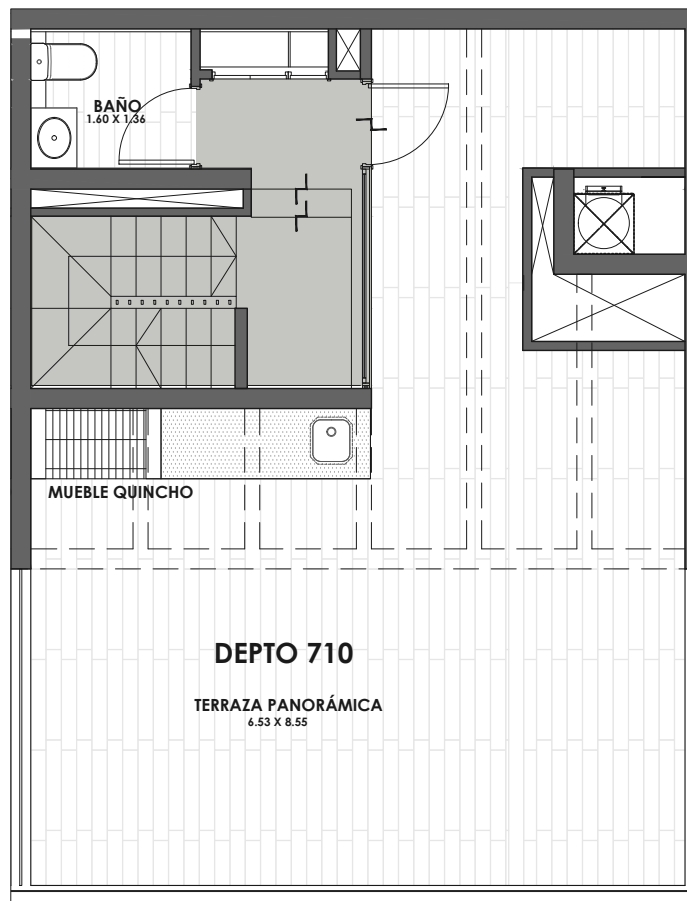 BAÑO
1.60 X 1.36
MUEBLE QUINCHO
DEPTO 710
TERRAZA PANORÁMICA
6.53 X 8.55